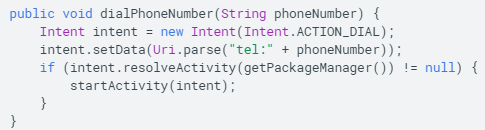 public void dialPhoneNumber(String phoneNumber) {
    Intent intent = new Intent(Intent.ACTION_DIAL);
    intent.setData(Uri.parse("tel:" + phoneNumber));
    if (intent.resolveActivity(getPackageManager()) != null) {
        startActivity(intent);
    }
}